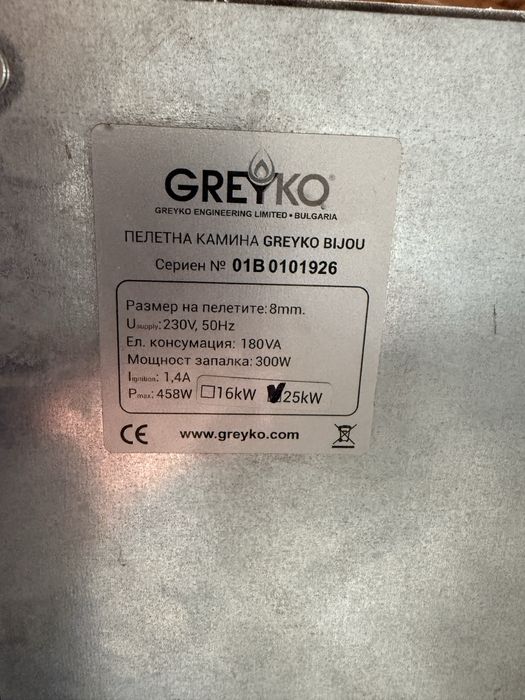 GREYKO®
GREYKO ENGINEERING LIMITED • BULGARIA
ПЕЛЕТНА КАМИНА GREYKO BIJOU
Сериен № 01B 0101926
Размер на пелетите: 8mm.
Usupply: 230V, 50Hz
Ел. консумация: 180VA
Мощност запалка: 300W
Iignition: 1,4A
Pmax: 458W ☐16kW ☑25kW
CE www.greyko.com